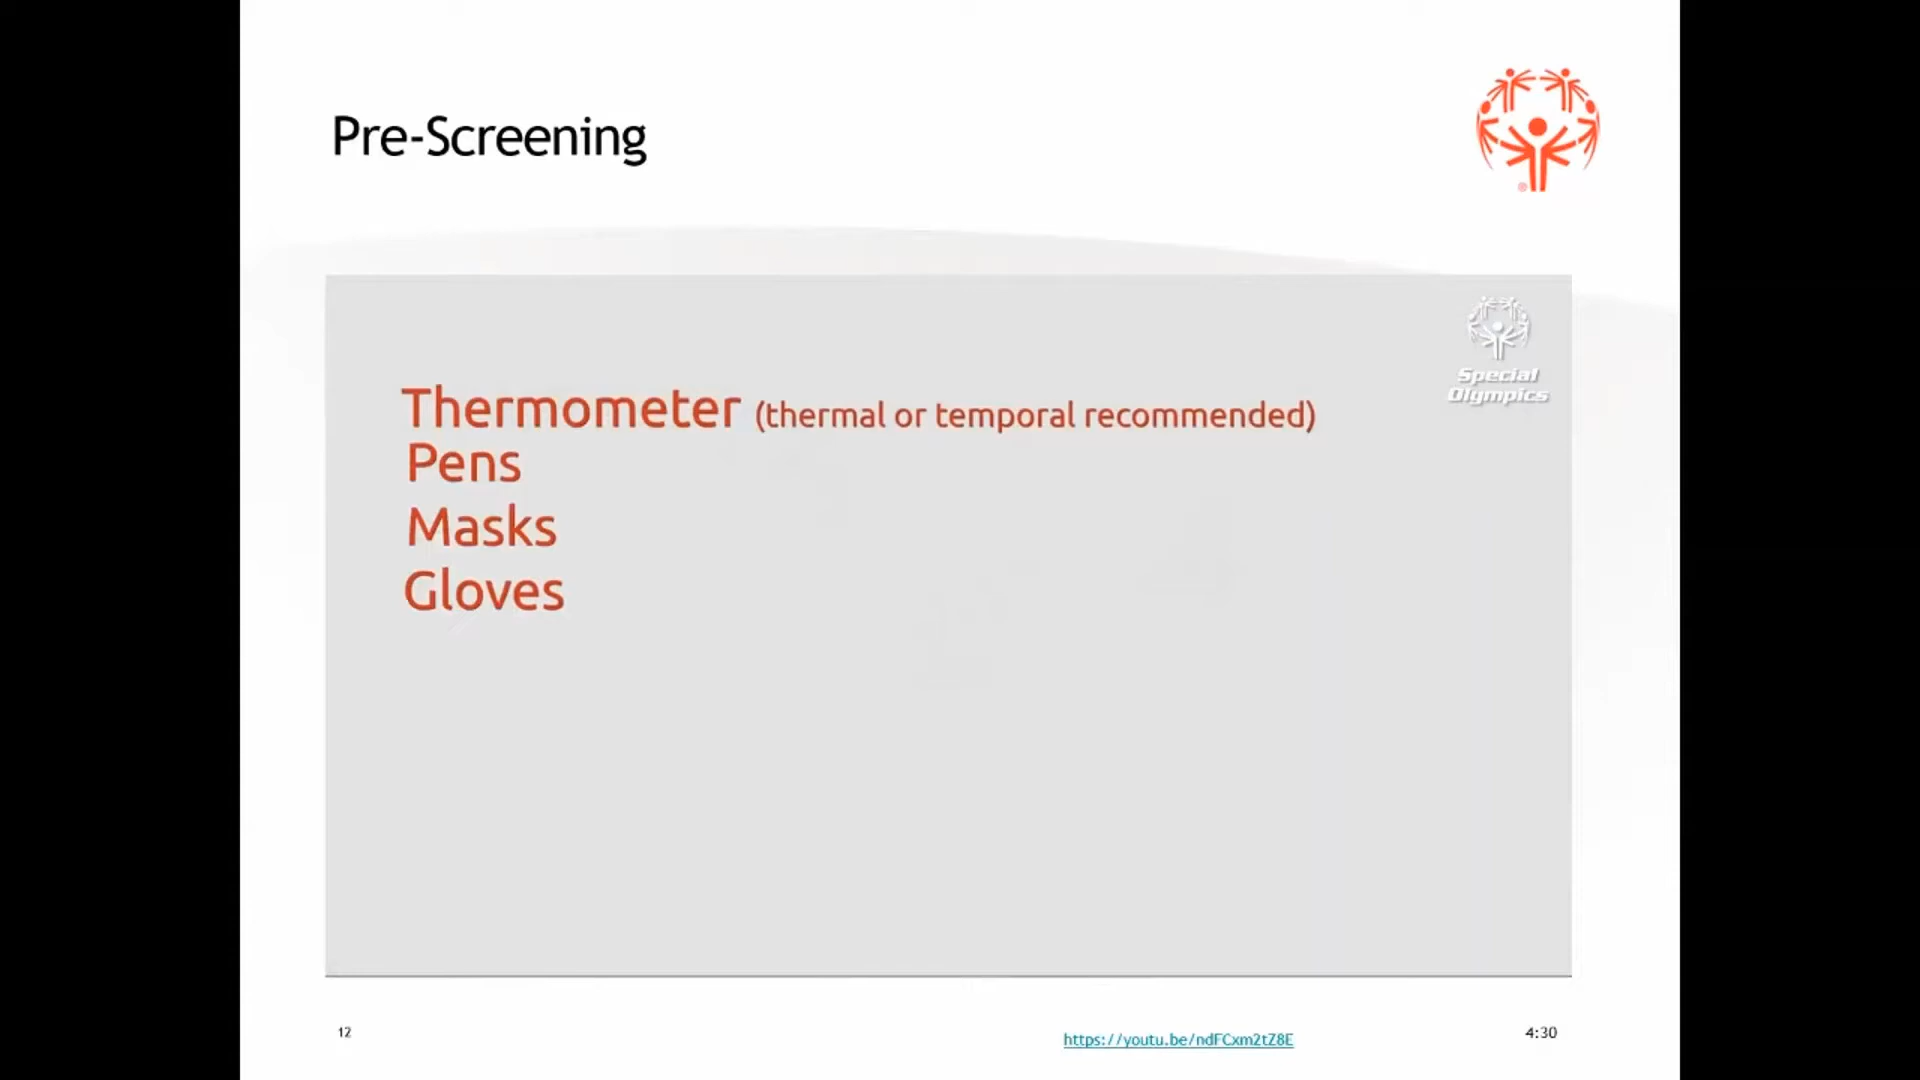 Pre-Screening
®
Special
Olympics
Thermometer (thermal or temporal recommended)
Pens
Masks
Gloves
12
https://youtu.be/ndFCxm2tZ8E
4:30